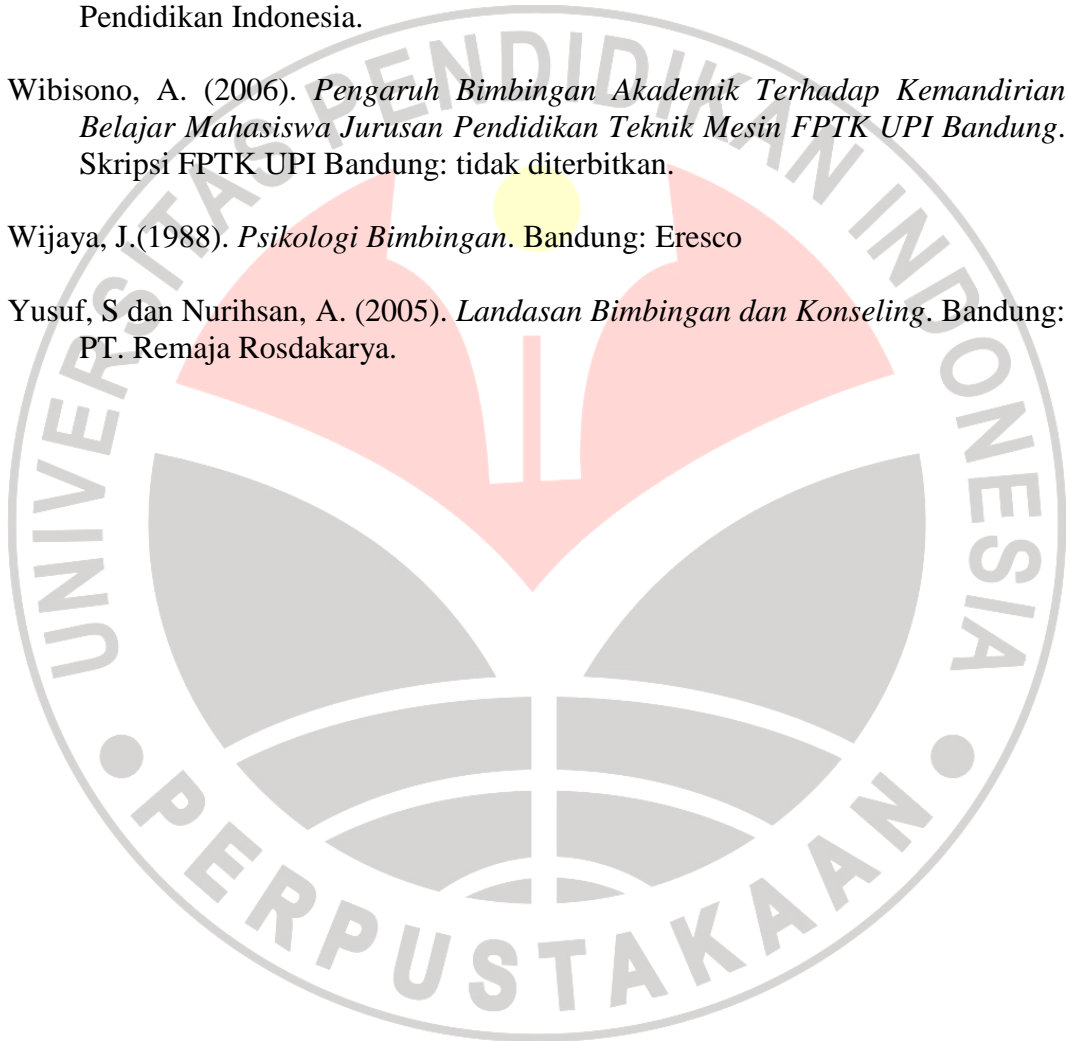 Pendidikan Indonesia.
Wibisono, A. (2006). Pengaruh Bimbingan Akademik Terhadap Kemandirian
Belajar Mahasiswa Jurusan Pendidikan Teknik Mesin FPTK UPI Bandung.
Skripsi FPTK UPI Bandung: tidak diterbitkan.
Wijaya, J.(1988). Psikologi Bimbingan. Bandung: Eresco
Yusuf, S dan Nurihsan, A. (2005). Landasan Bimbingan dan Konseling. Bandung:
PT. Remaja Rosdakarya.
UNIVERSITAS PENDIDIKAN INDONESIA
PERPUSTAKAAN